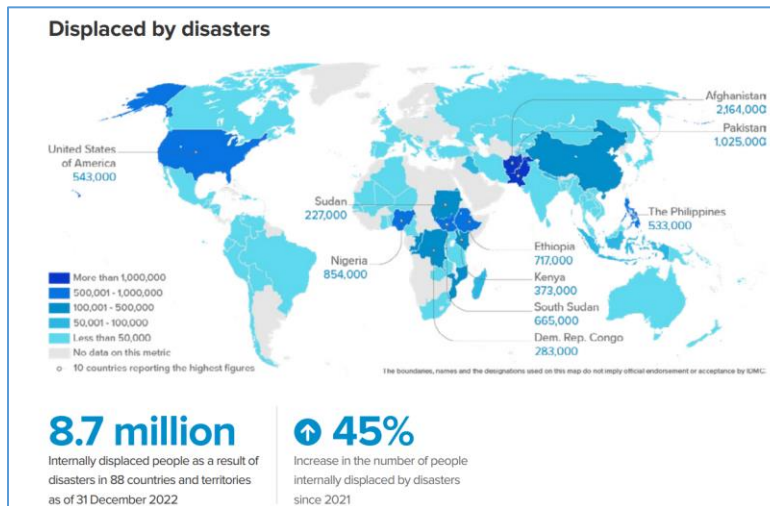 Displaced by disasters
Afghanistan
2,164,000
Pakistan
1,025,000
United States
of America
543,000
Sudan
227,000
The Philippines
533,000
Nigeria
854,000
Ethiopia
717,000
Kenya
373,000
South Sudan
665,000
Dem. Rep. Congo
283,000
More than 1,000,000
500,001 - 1,000,000
100,001 - 500,000
50,001 - 100,000
Less than 50,000
No data on this metric
10 countries reporting the highest figures
The boundaries, names and the designations used on this map do not imply official endorsement or acceptance by IDMC.
8.7 million
Internally displaced people as a result of
disasters in 88 countries and territories
as of 31 December 2022
45%
Increase in the number of people
internally displaced by disasters
since 2021